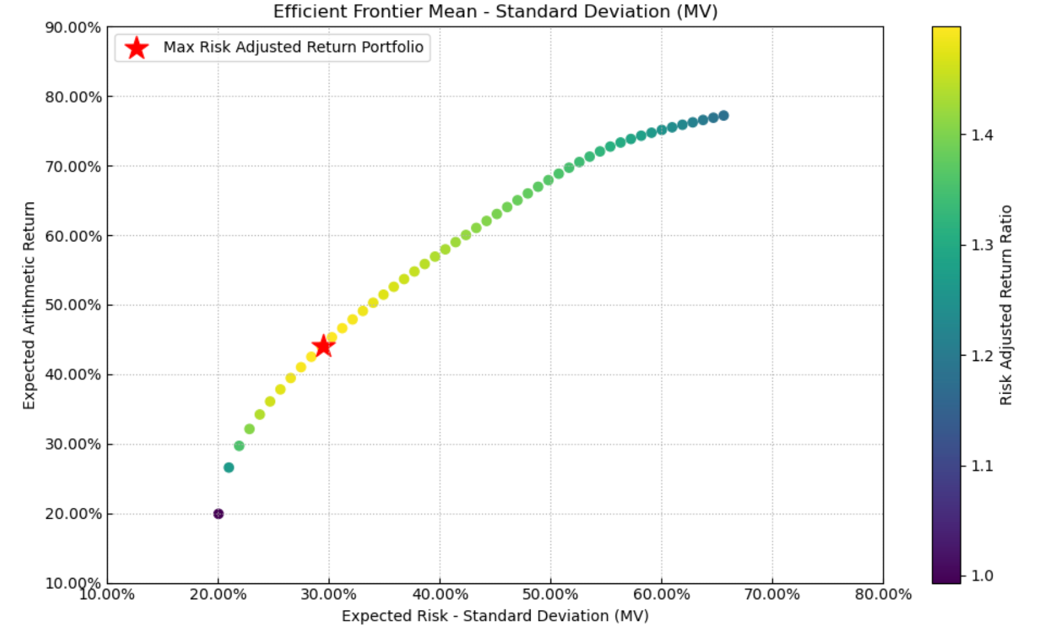 Efficient Frontier Mean - Standard Deviation (MV)
Max Risk Adjusted Return Portfolio
90.00%
80.00%
70.00%
60.00%
50.00%
40.00%
30.00%
20.00%
10.00%
Expected Arithmetic Return
10.00% 20.00% 30.00% 40.00% 50.00% 60.00% 70.00% 80.00%
Expected Risk - Standard Deviation (MV)
1.4
1.3
1.2
1.1
1.0
Risk Adjusted Return Ratio